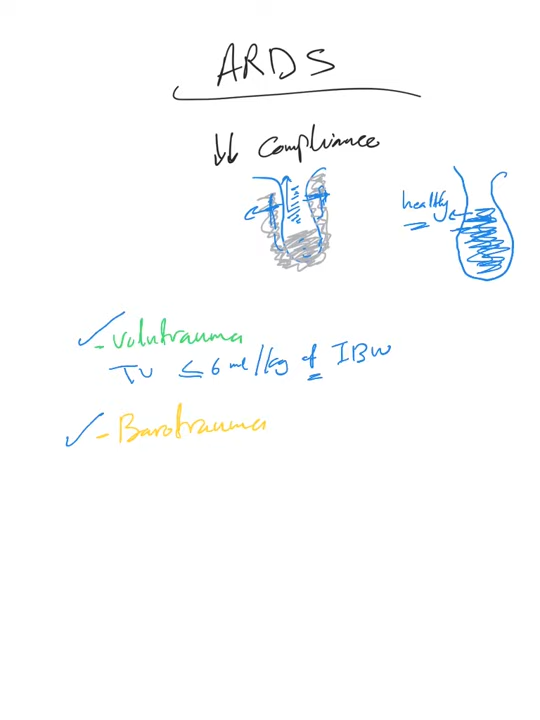 ARDS
↓↓ Compliance
healthy
- Volutrauma
TV ≤ 6 ml/kg of IBW
- Barotrauma